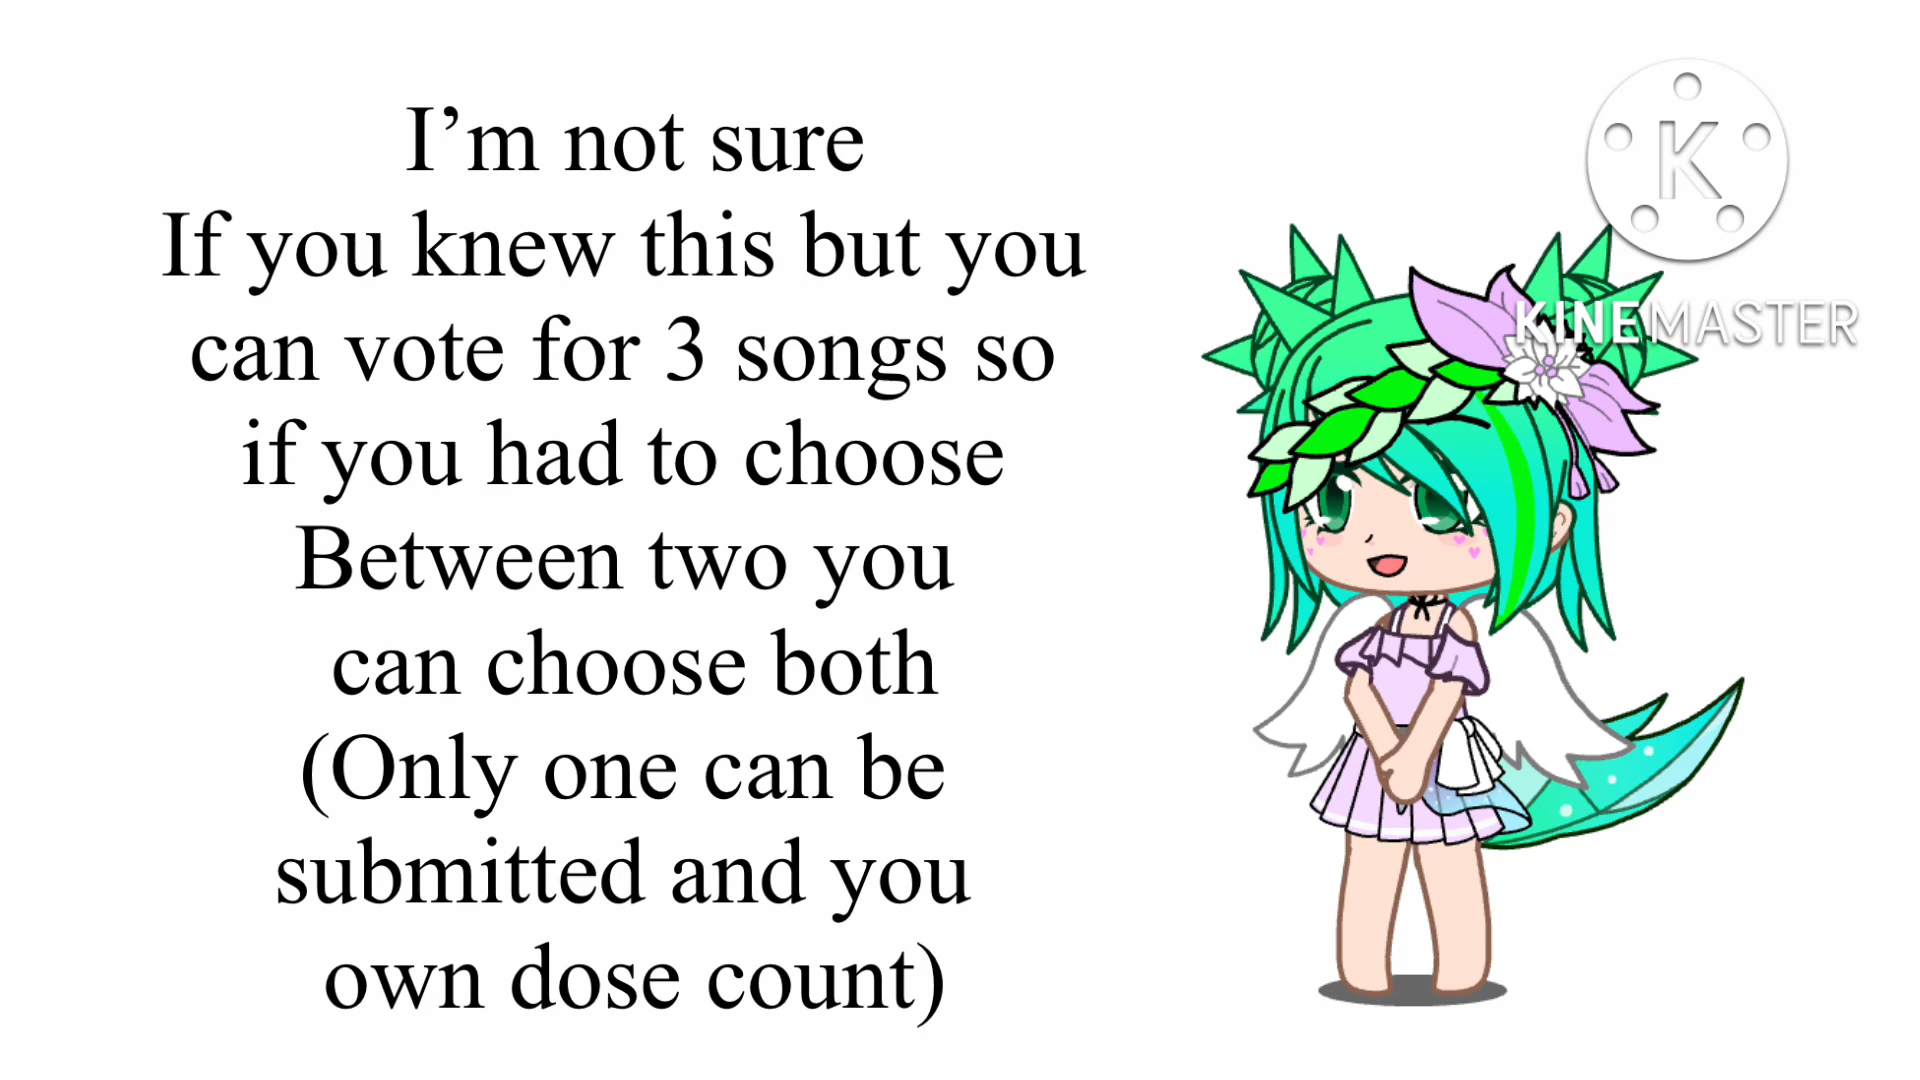 I’m not sure
If you knew this but you
can vote for 3 songs so
if you had to choose
Between two you
can choose both
(Only one can be
submitted and you
own dose count)
K
KINEMASTER